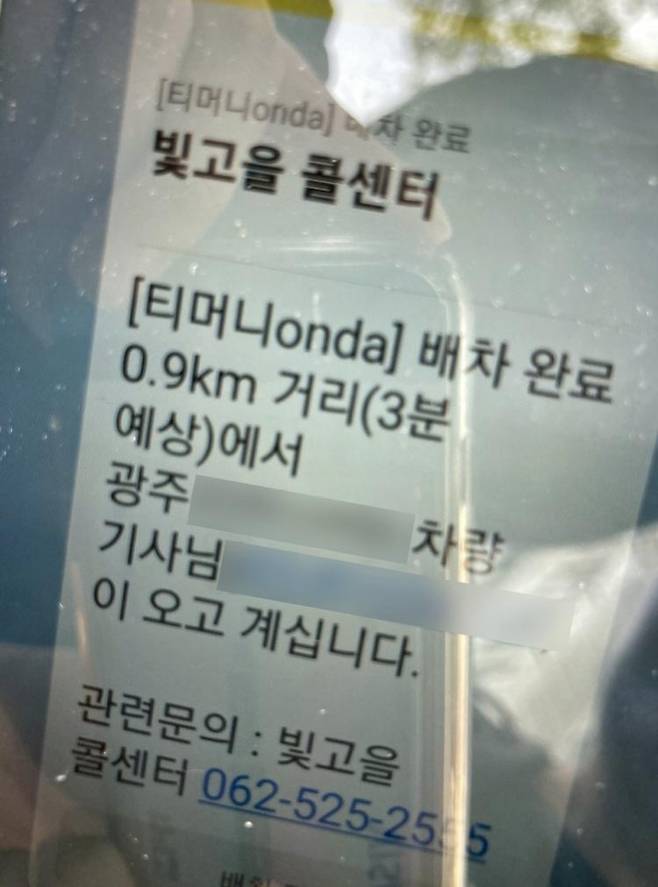 [티머니onda] 배차 완료
빛고을 콜센터
[티머니onda] 배차 완료
0.9km 거리(3분
예상)에서
광주 차량
기사님
이 오고 계십니다.
관련문의 : 빛고을
콜센터 062-525-2555